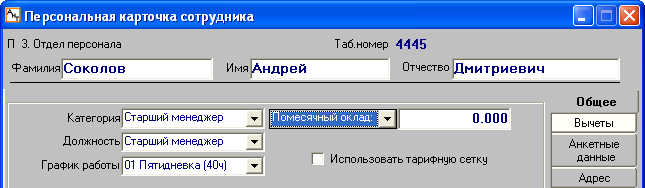 Персональная карточка сотрудника
П 3. Отдел персонала Таб.номер 4445
Фамилия Соколов Имя Андрей Отчество Дмитриевич
Общее
Категория Старший менеджер Помесячный оклад: 0.000
Вычеты
Должность Старший менеджер
Анкетные
данные
График работы 01 Пятидневка (40ч) Использовать тарифную сетку
Адрес